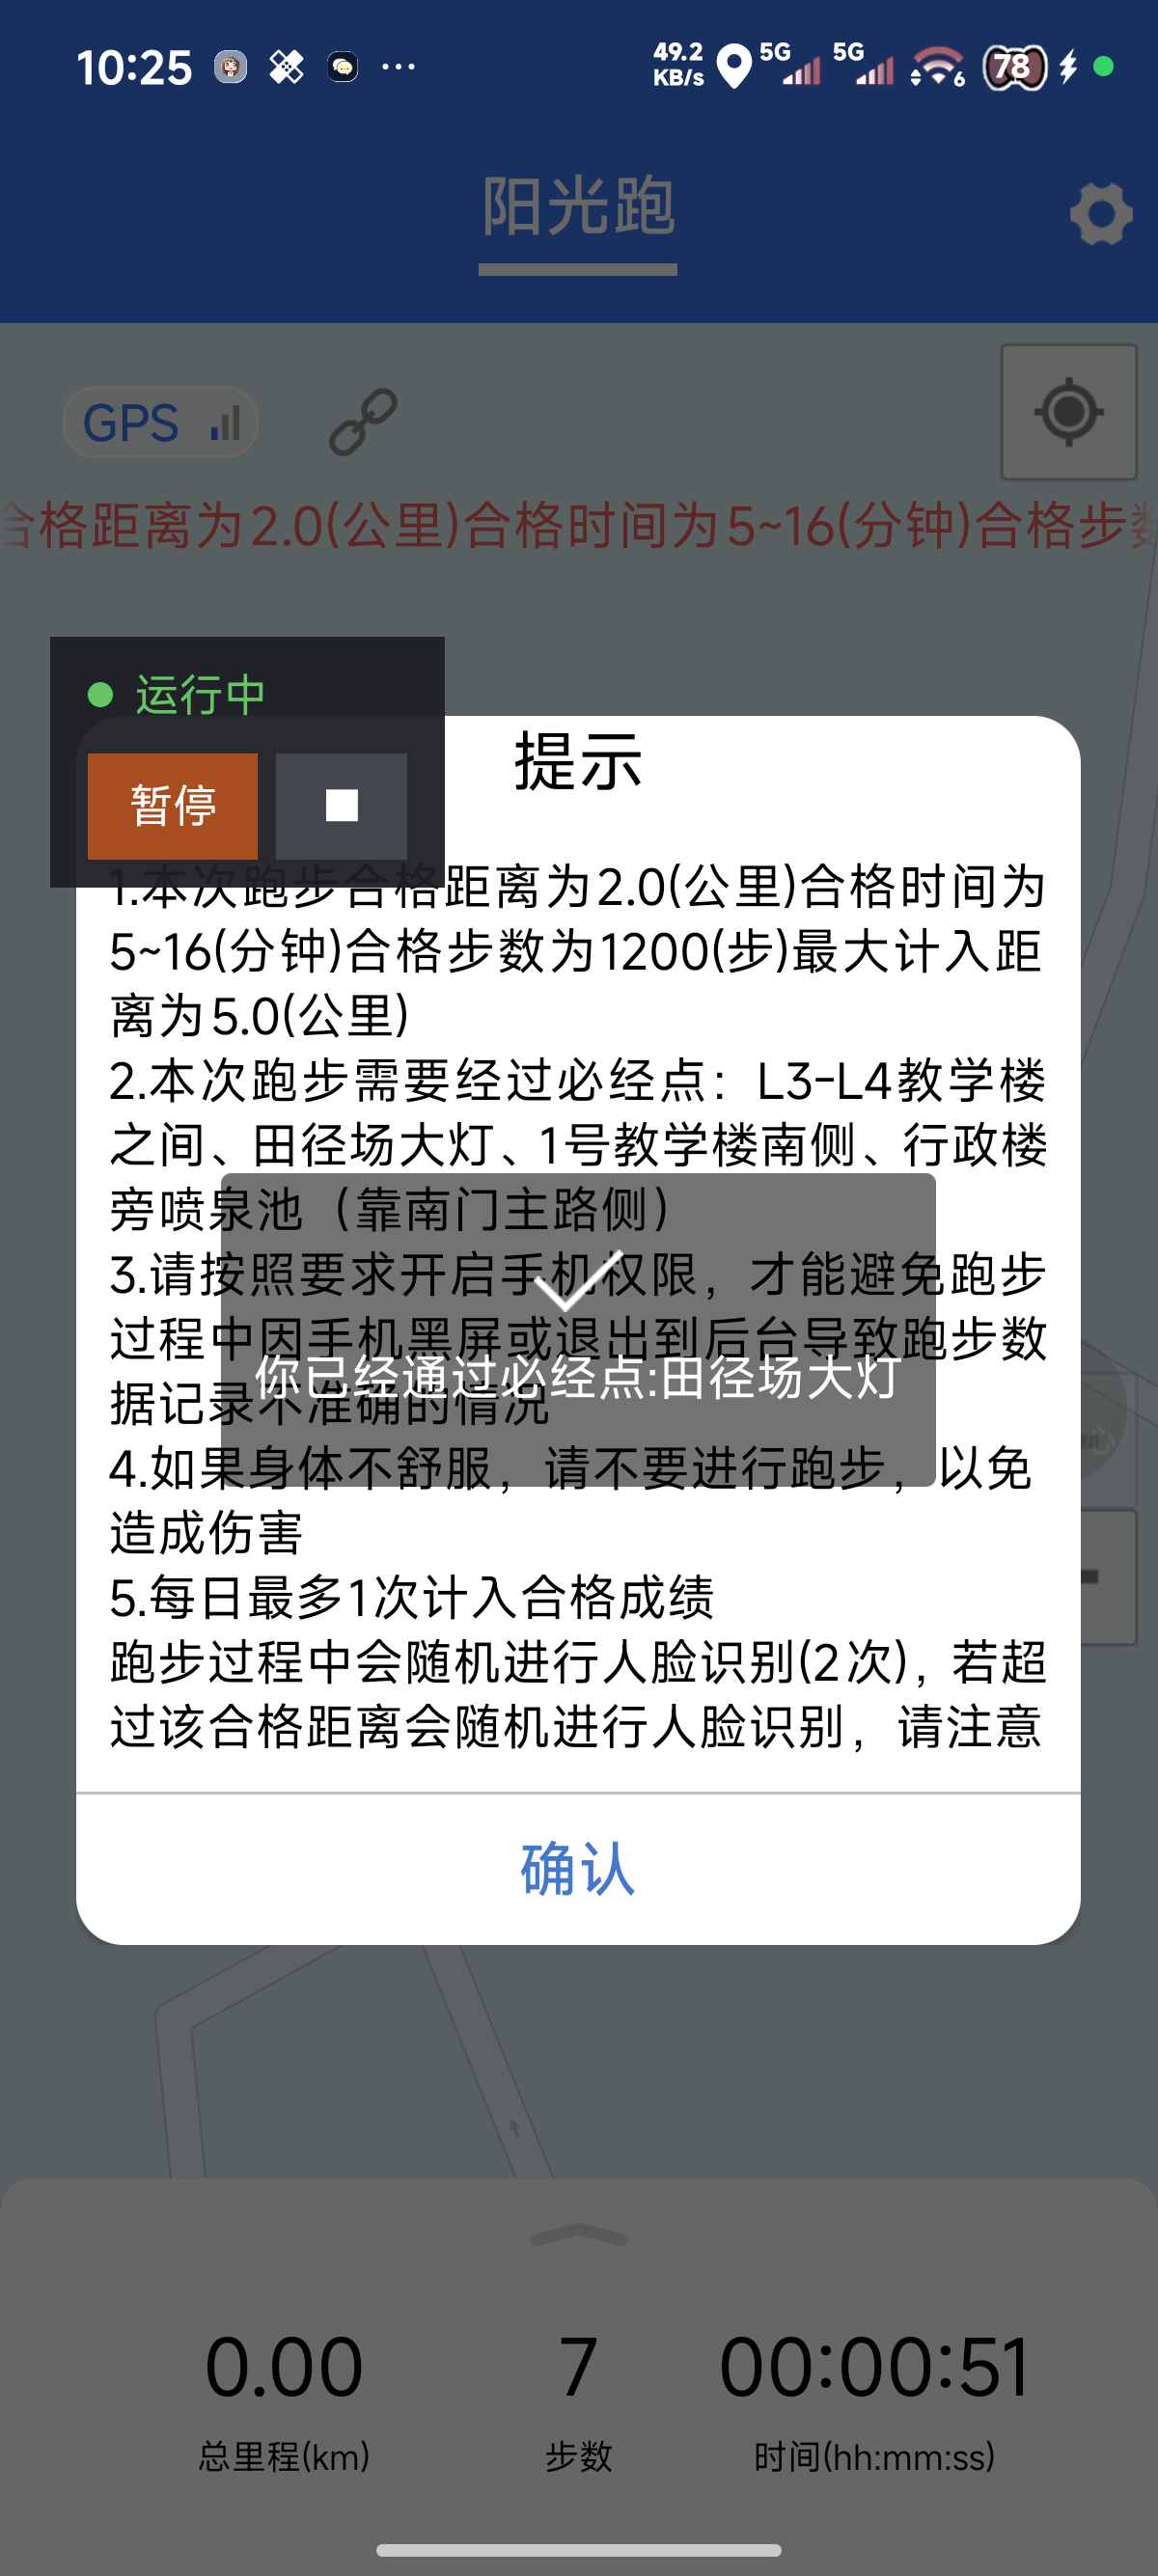 10:25
49.2
KB/s
5G
5G
6
78
阳光跑
GPS
合格距离为2.0(公里)合格时间为5~16(分钟)合格步数
运行中
暂停
提示
1.本次跑步合格距离为2.0(公里)合格时间为
5~16(分钟)合格步数为1200(步)最大计入距
离为5.0(公里)
2.本次跑步需要经过必经点：L3-L4教学楼
之间、田径场大灯、1号教学楼南侧、行政楼
旁喷泉池（靠南门主路侧）
3.请按照要求开启手机权限，才能避免跑步
过程中因手机黑屏或退出到后台导致跑步数
据记录不准确的情况
你已经通过必经点:田径场大灯
4.如果身体不舒服，请不要进行跑步，以免
造成伤害
5.每日最多1次计入合格成绩
跑步过程中会随机进行人脸识别(2次)，若超
过该合格距离会随机进行人脸识别，请注意
确认
0.00
7
00:00:51
总里程(km)
步数
时间(hh:mm:ss)